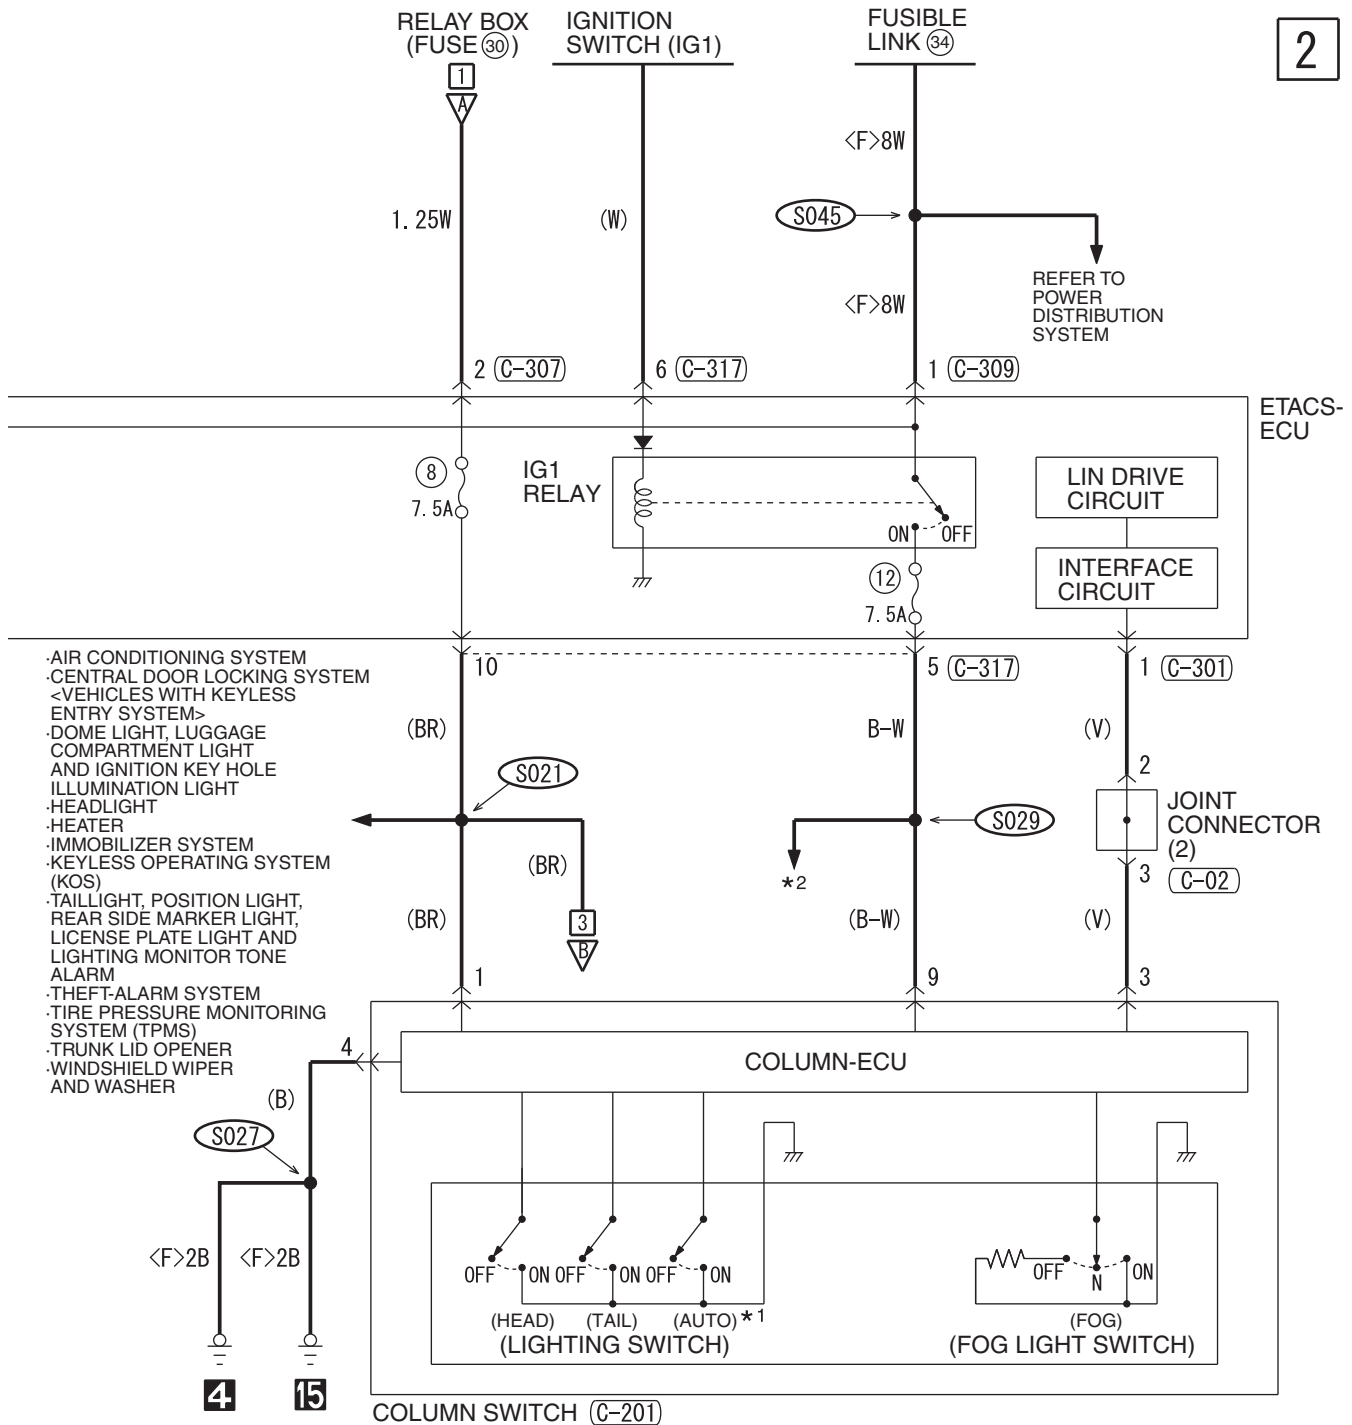 RELAY BOX
(FUSE 30)
IGNITION
SWITCH (IG1)
FUSIBLE
LINK 34
2
1
A
<F>8W
1.25W
(W)
S045
<F>8W
REFER TO
POWER
DISTRIBUTION
SYSTEM
2 (C-307)
6 (C-317)
1 (C-309)
ETACS-
ECU
8
7.5A
IG1
RELAY
ON
OFF
12
7.5A
LIN DRIVE
CIRCUIT
INTERFACE
CIRCUIT
10
5 (C-317)
1 (C-301)
·AIR CONDITIONING SYSTEM
·CENTRAL DOOR LOCKING SYSTEM
<VEHICLES WITH KEYLESS
ENTRY SYSTEM>
·DOME LIGHT, LUGGAGE
COMPARTMENT LIGHT
AND IGNITION KEY HOLE
ILLUMINATION LIGHT
·HEADLIGHT
·HEATER
·IMMOBILIZER SYSTEM
·KEYLESS OPERATING SYSTEM
(KOS)
·TAILLIGHT, POSITION LIGHT,
REAR SIDE MARKER LIGHT,
LICENSE PLATE LIGHT AND
LIGHTING MONITOR TONE
ALARM
·THEFT-ALARM SYSTEM
·TIRE PRESSURE MONITORING
SYSTEM (TPMS)
·TRUNK LID OPENER
·WINDSHIELD WIPER
AND WASHER
(BR)
B-W
(V)
S021
2
JOINT
CONNECTOR
(2)
S029
(BR)
*2
3
(C-02)
(BR)
3
B
(B-W)
(V)
1
9
3
4
COLUMN-ECU
(B)
S027
<F>2B
<F>2B
OFF
ON
OFF
ON
OFF
ON
OFF
N
ON
(HEAD)
(TAIL)
(AUTO)*1
(LIGHTING SWITCH)
(FOG)
(FOG LIGHT SWITCH)
4
15
COLUMN SWITCH (C-201)